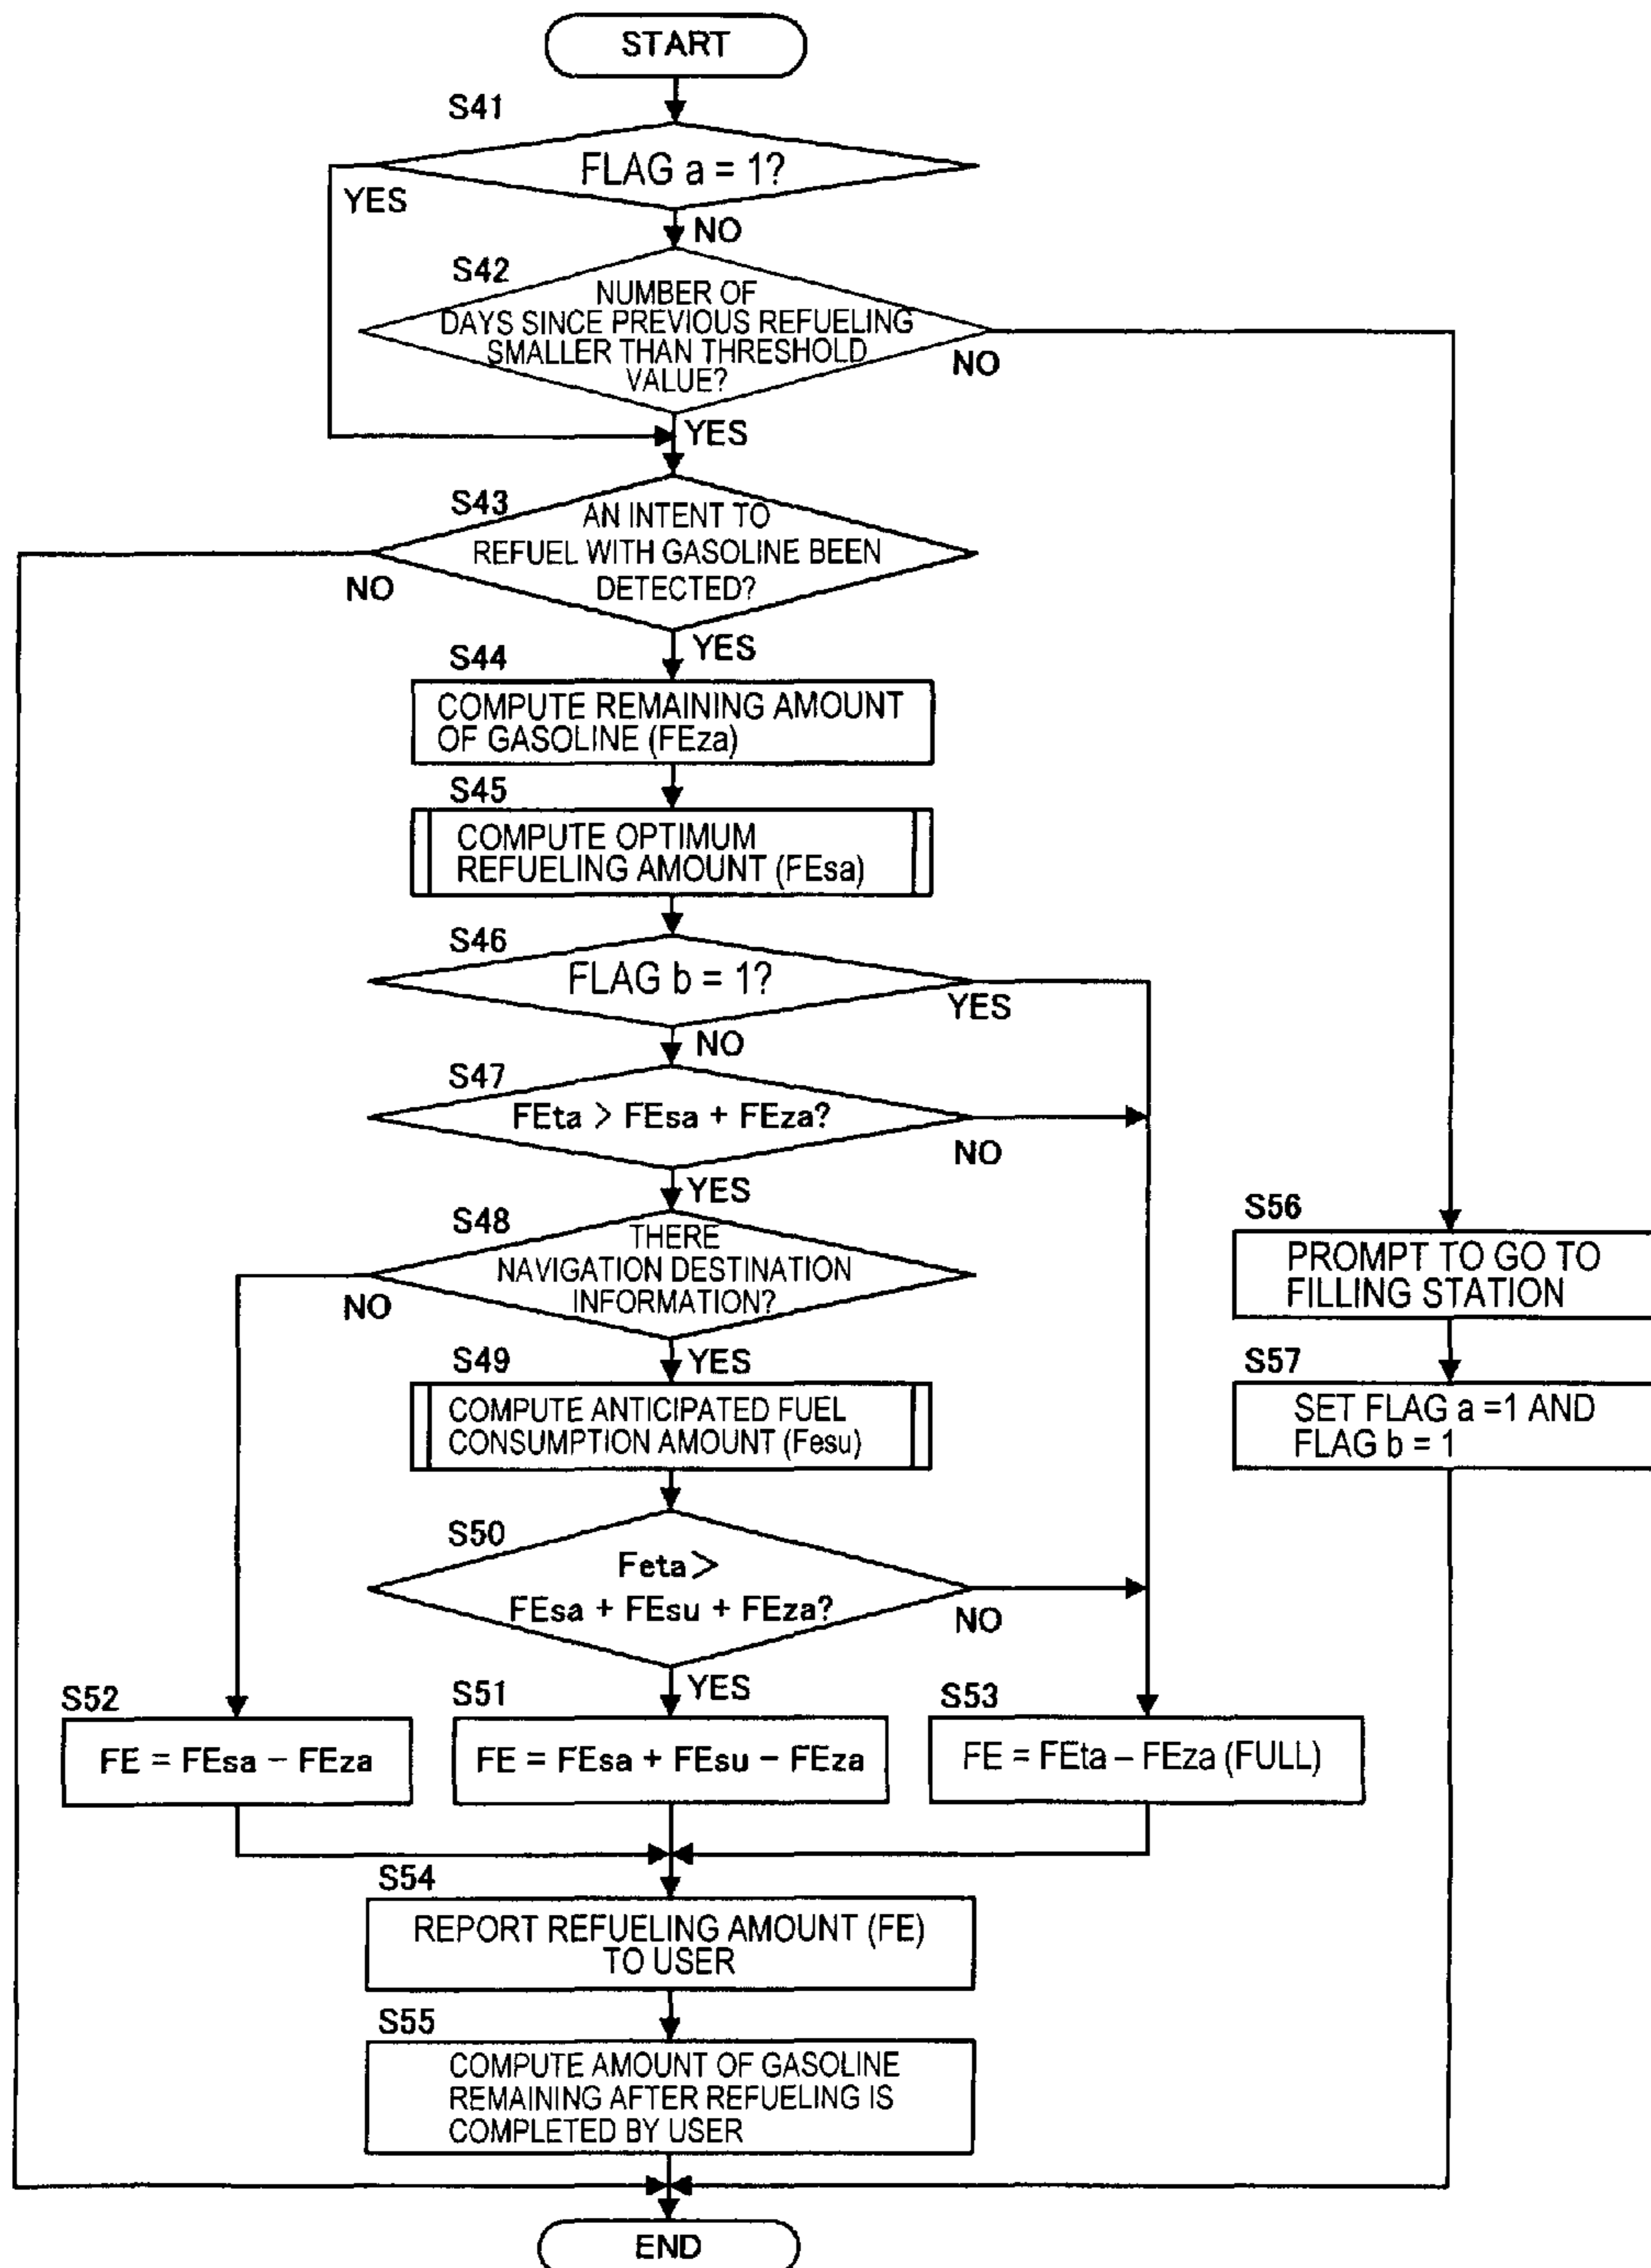 START
S41
FLAG a = 1?
YES
NO
S42
NUMBER OF
DAYS SINCE PREVIOUS REFUELING
SMALLER THAN THRESHOLD
VALUE?
NO
YES
S43
AN INTENT TO
REFUEL WITH GASOLINE BEEN
DETECTED?
NO
YES
S44
COMPUTE REMAINING AMOUNT
OF GASOLINE (FEza)
S45
COMPUTE OPTIMUM
REFUELING AMOUNT (FEsa)
S46
FLAG b = 1?
YES
NO
S47
FEta > FEsa + FEza?
NO
YES
S48
THERE
NAVIGATION DESTINATION
INFORMATION?
NO
YES
S49
COMPUTE ANTICIPATED FUEL
CONSUMPTION AMOUNT (Fesu)
S50
Feta >
FEsa + FEsu + FEza?
NO
YES
S52
FE = FEsa – FEza
S51
FE = FEsa + FEsu – FEza
S53
FE = FEta – FEza (FULL)
S54
REPORT REFUELING AMOUNT (FE)
TO USER
S55
COMPUTE AMOUNT OF GASOLINE
REMAINING AFTER REFUELING IS
COMPLETED BY USER
S56
PROMPT TO GO TO
FILLING STATION
S57
SET FLAG a =1 AND
FLAG b = 1
END